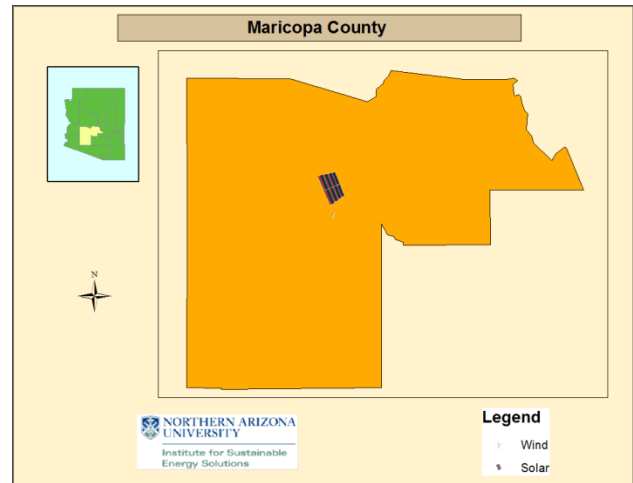 Maricopa County
N
NORTHERN ARIZONA
UNIVERSITY
Institute for Sustainable
Energy Solutions
Legend
Wind
Solar